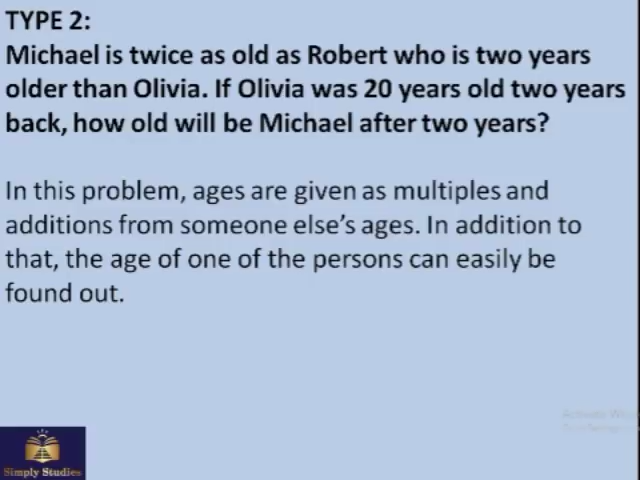 TYPE 2:
Michael is twice as old as Robert who is two years
older than Olivia. If Olivia was 20 years old two years
back, how old will be Michael after two years?
In this problem, ages are given as multiples and
additions from someone else's ages. In addition to
that, the age of one of the persons can easily be
found out.
Simply Studies